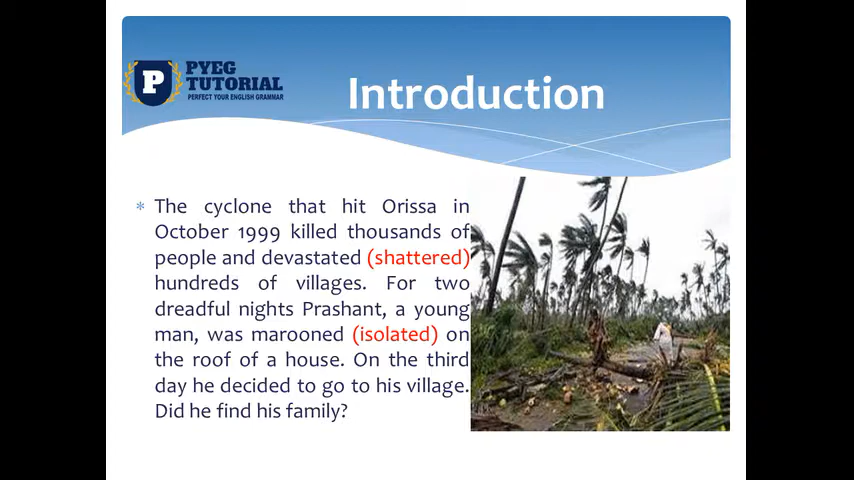 P
PYEG
TUTORIAL
PERFECT YOUR ENGLISH GRAMMAR
Introduction
* The cyclone that hit Orissa in
October 1999 killed thousands of
people and devastated (shattered)
hundreds of villages. For two
dreadful nights Prashant, a young
man, was marooned (isolated) on
the roof of a house. On the third
day he decided to go to his village.
Did he find his family?